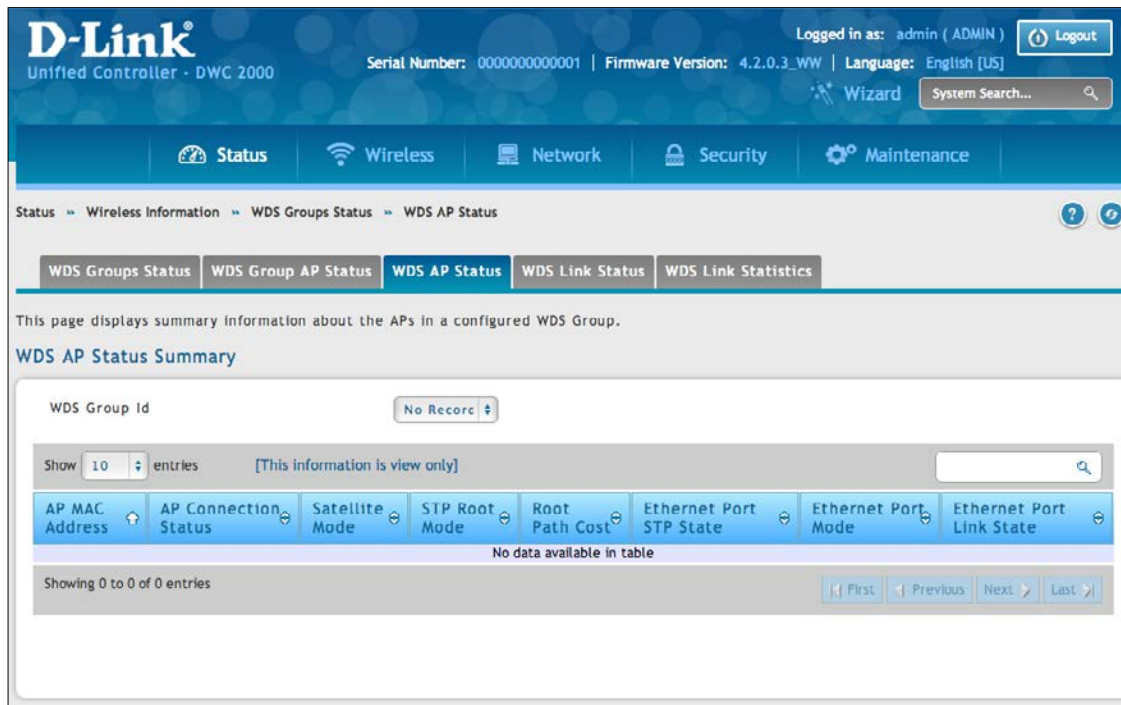 D-Link®
Unified Controller - DWC 2000
Logged in as: admin ( ADMIN )
Logout
Serial Number: 0000000000001 | Firmware Version: 4.2.0.3_WW | Language: English [US]
Wizard
System Search...
Status
Wireless
Network
Security
Maintenance
Status » Wireless Information » WDS Groups Status » WDS AP Status
?
WDS Groups Status
WDS Group AP Status
WDS AP Status
WDS Link Status
WDS Link Statistics
This page displays summary information about the APs in a configured WDS Group.
WDS AP Status Summary
WDS Group Id
No Recorc
Show 10 entries
[This information is view only]
AP MAC Address
AP Connection Status
Satellite Mode
STP Root Mode
Root Path Cost
Ethernet Port STP State
Ethernet Port Mode
Ethernet Port Link State
No data available in table
Showing 0 to 0 of 0 entries
First
Previous
Next
Last